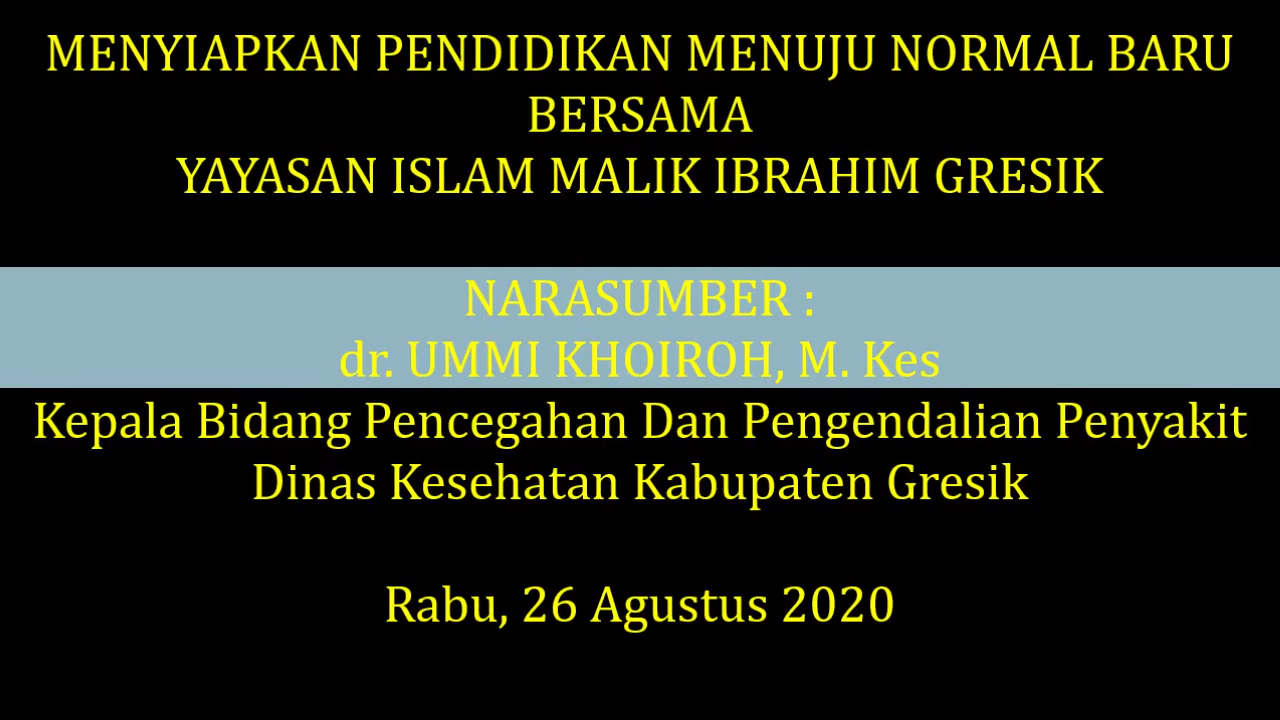 MENYIAPKAN PENDIDIKAN MENUJU NORMAL BARU
BERSAMA
YAYASAN ISLAM MALIK IBRAHIM GRESIK
NARASUMBER :
dr. UMMI KHOIROH, M. Kes
Kepala Bidang Pencegahan Dan Pengendalian Penyakit
Dinas Kesehatan Kabupaten Gresik
Rabu, 26 Agustus 2020